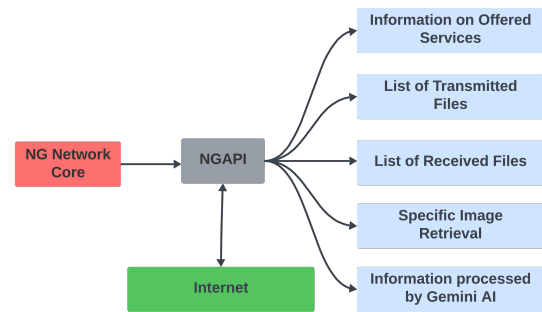 Information on Offered
Services
List of Transmitted
Files
NG Network
Core
NGAPI
List of Received Files
Specific Image
Retrieval
Internet
Information processed
by Gemini AI